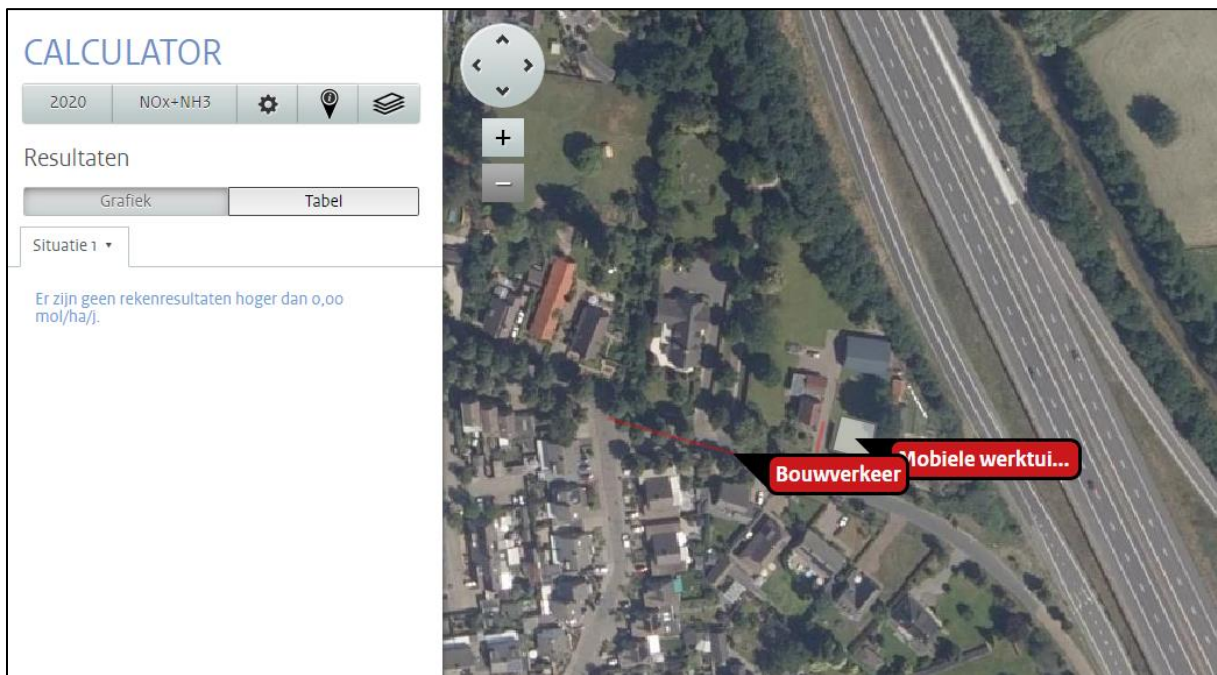 CALCULATOR
2020 NOx+NH3
Resultaten
Grafiek Tabel
Situatie 1
Er zijn geen rekenresultaten hoger dan 0,00
mol/ha/j.
Mobiele werktui...
Bouwverkeer